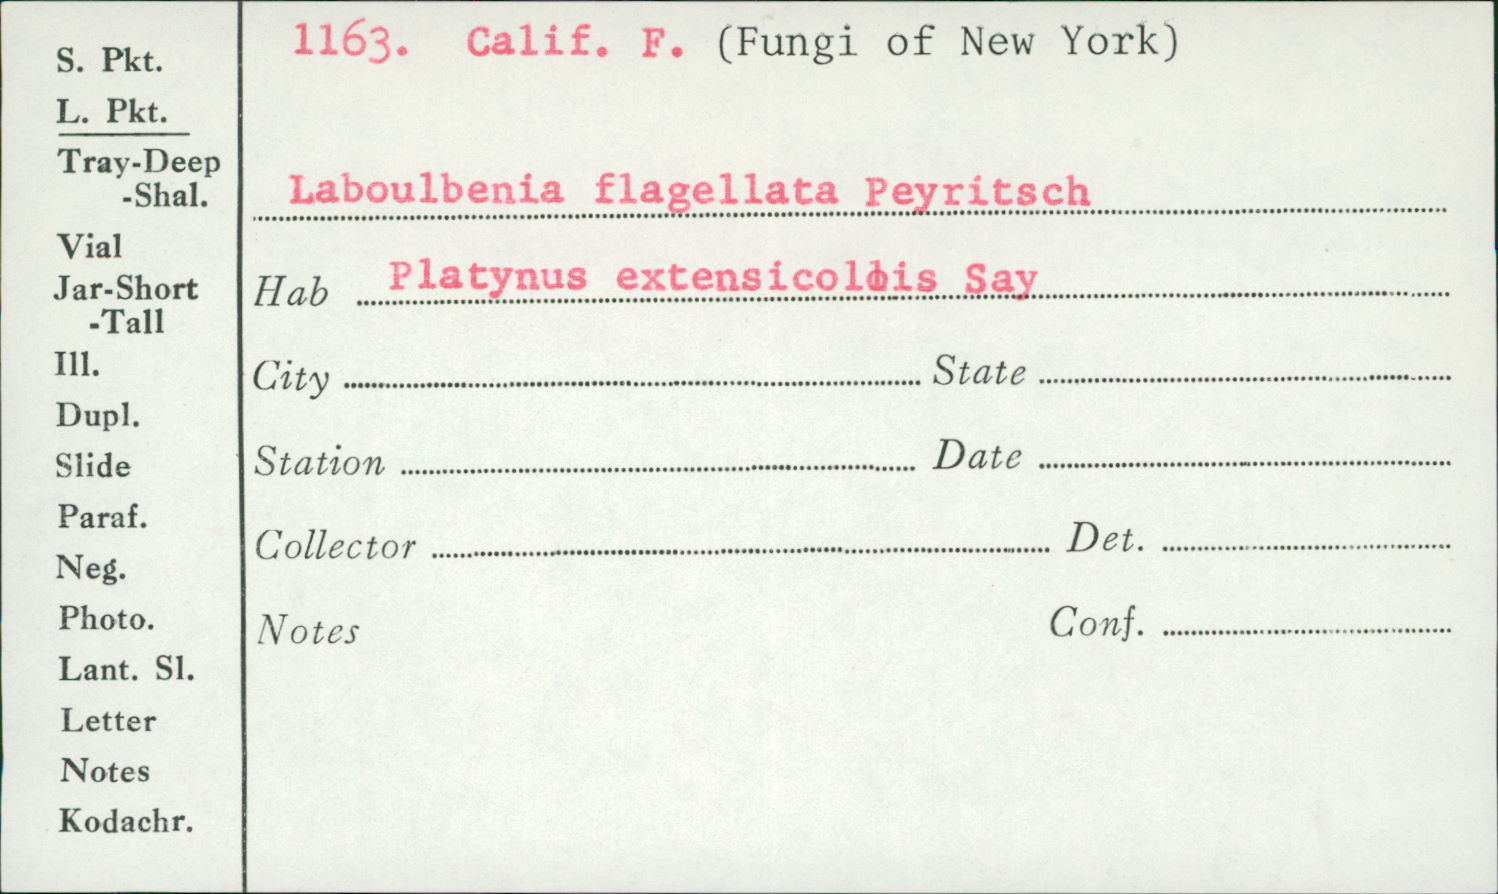 1163. Calif. F. (Fungi of New York)
S. Pkt.
L. Pkt.
Tray-Deep
-Shal.
Vial
Jar-Short
-Tall
Ill.
Dupl.
Slide
Paraf.
Neg.
Photo.
Lant. Sl.
Letter
Notes
Kodachr.
Laboulbenia flagellata Peyritsch
Hab Platynus extensicollis Say
City State
Station Date
Collector Det.
Notes Conf.